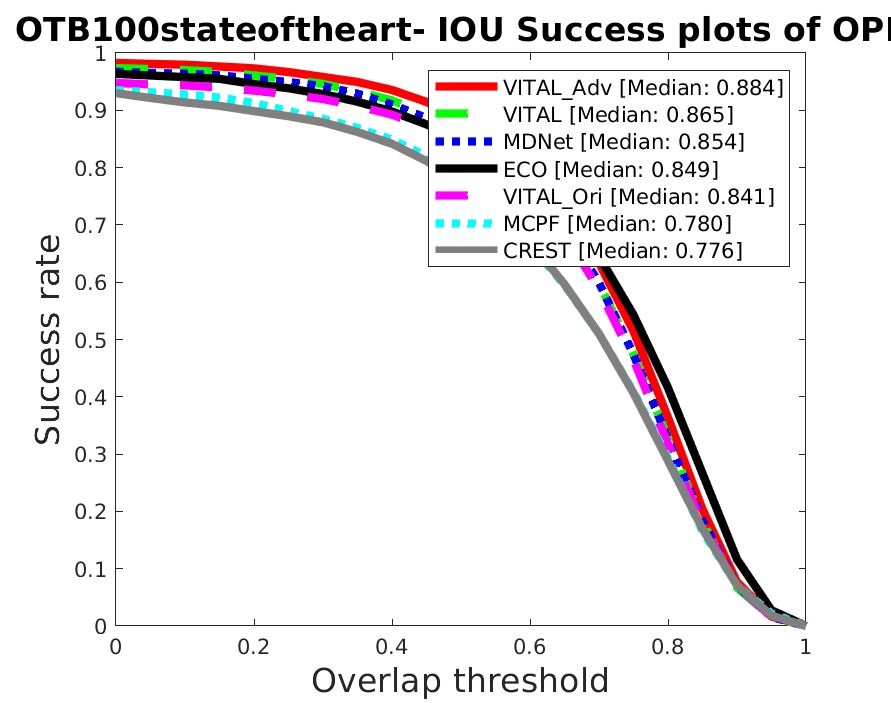 OTB100stateoftheart- IOU Success plots of OPE
1
0.9
0.8
0.7
0.6
0.5
0.4
0.3
0.2
0.1
0
Success rate
VITAL_Adv [Median: 0.884]
VITAL [Median: 0.865]
MDNet [Median: 0.854]
ECO [Median: 0.849]
VITAL_Ori [Median: 0.841]
MCPF [Median: 0.780]
CREST [Median: 0.776]
0 0.2 0.4 0.6 0.8 1
Overlap threshold